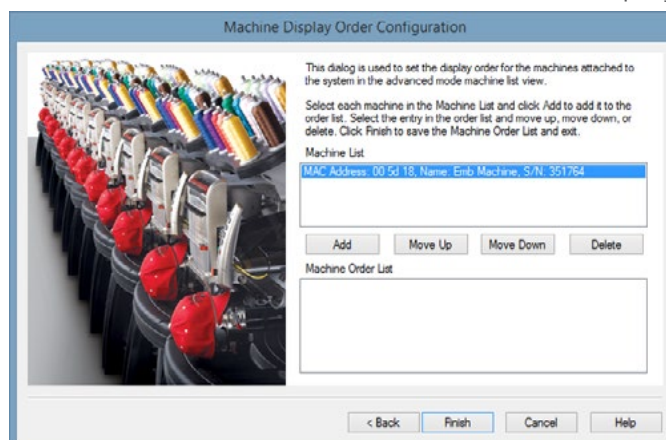 Machine Display Order Configuration
This dialog is used to set the display order for the machines attached to
the system in the advanced mode machine list view.
Select each machine in the Machine List and click Add to add it to the
order list. Select the entry in the order list and move up, move down, or
delete. Click Finish to save the Machine Order List and exit.
Machine List
MAC Address: 00 5d 18, Name: Emb Machine, S/N: 351764
Add Move Up Move Down Delete
Machine Order List
< Back Finish Cancel Help